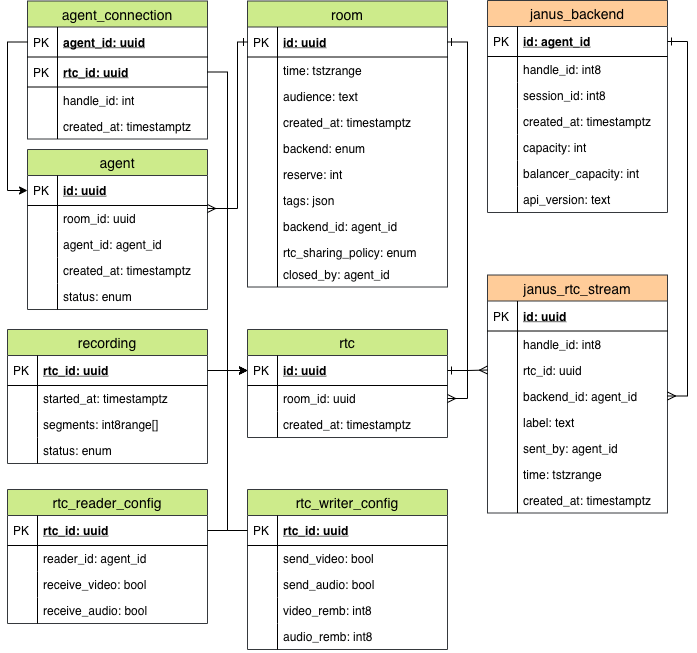 agent_connection
PK agent_id: uuid
PK rtc_id: uuid
handle_id: int
created_at: timestamptz
agent
PK id: uuid
room_id: uuid
agent_id: agent_id
created_at: timestamptz
status: enum
recording
PK rtc_id: uuid
started_at: timestamptz
segments: int8range[]
status: enum
rtc_reader_config
PK rtc_id: uuid
reader_id: agent_id
receive_video: bool
receive_audio: bool
room
PK id: uuid
time: tstzrange
audience: text
created_at: timestamptz
backend: enum
reserve: int
tags: json
backend_id: agent_id
rtc_sharing_policy: enum
closed_by: agent_id
rtc
PK id: uuid
room_id: uuid
created_at: timestamptz
rtc_writer_config
PK rtc_id: uuid
send_video: bool
send_audio: bool
video_remb: int8
audio_remb: int8
janus_backend
PK id: agent_id
handle_id: int8
session_id: int8
created_at: timestamptz
capacity: int
balancer_capacity: int
api_version: text
janus_rtc_stream
PK id: uuid
handle_id: int8
rtc_id: uuid
backend_id: agent_id
label: text
sent_by: agent_id
time: tstzrange
created_at: timestamptz